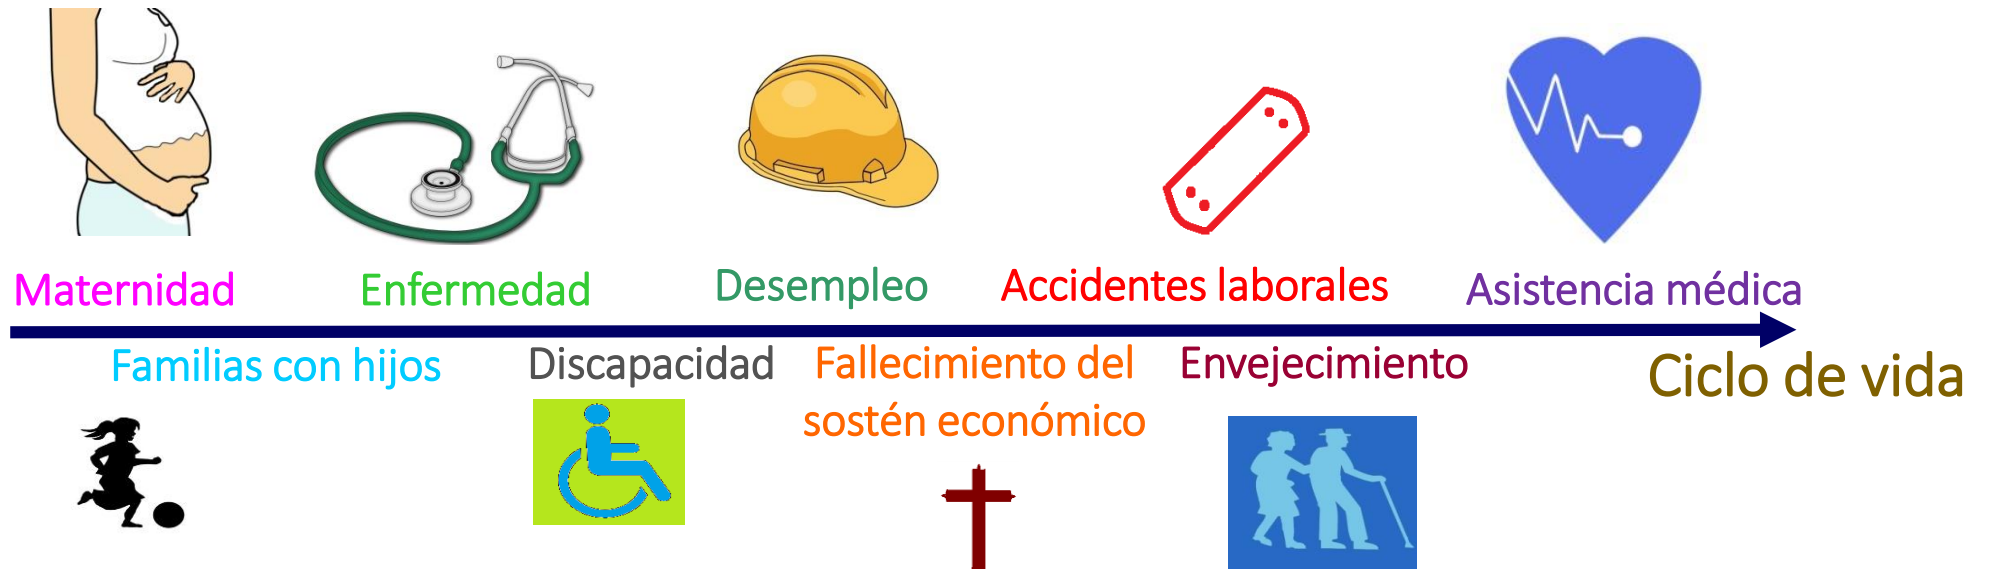 Maternidad
Enfermedad
Desempleo
Accidentes laborales
Asistencia médica
Familias con hijos
Discapacidad
Fallecimiento del
sostén económico
Envejecimiento
Ciclo de vida